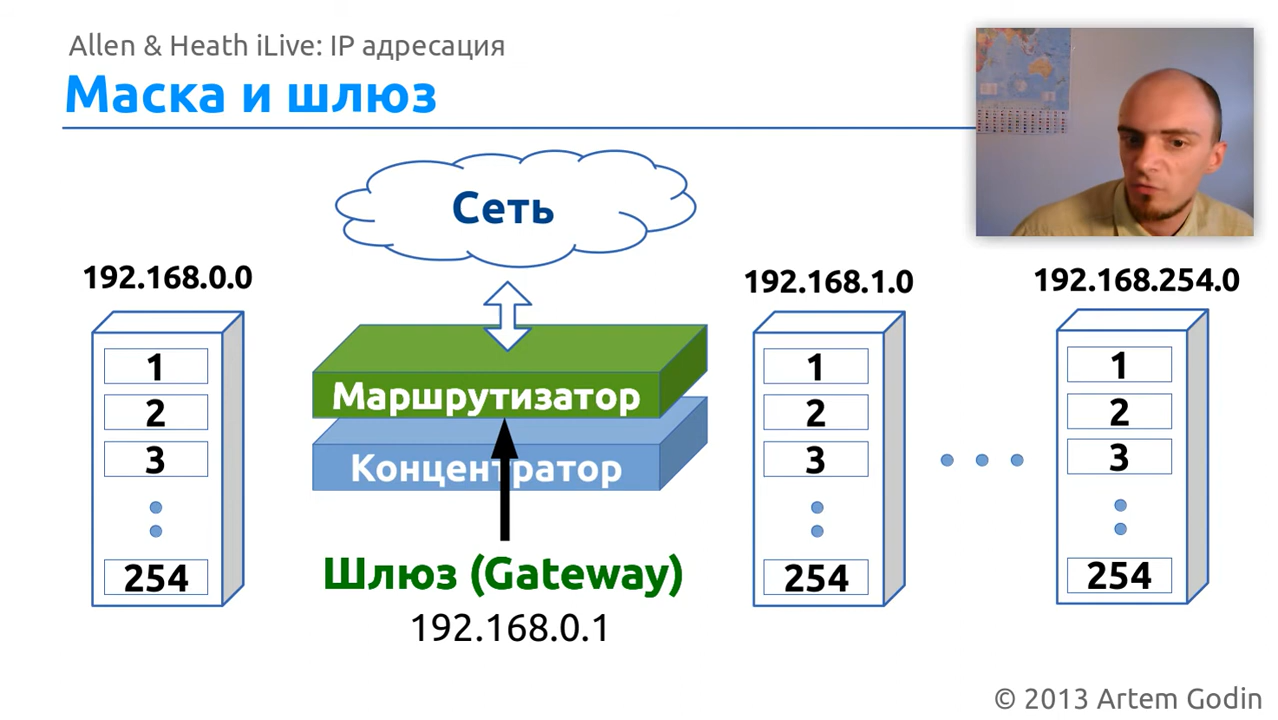 Allen & Heath iLive: IP адресация
Маска и шлюз
Сеть
192.168.0.0
1
2
3
254
Маршрутизатор
Концентратор
Шлюз (Gateway)
192.168.0.1
192.168.1.0
1
2
3
254
192.168.254.0
1
2
3
254
© 2013 Artem Godin